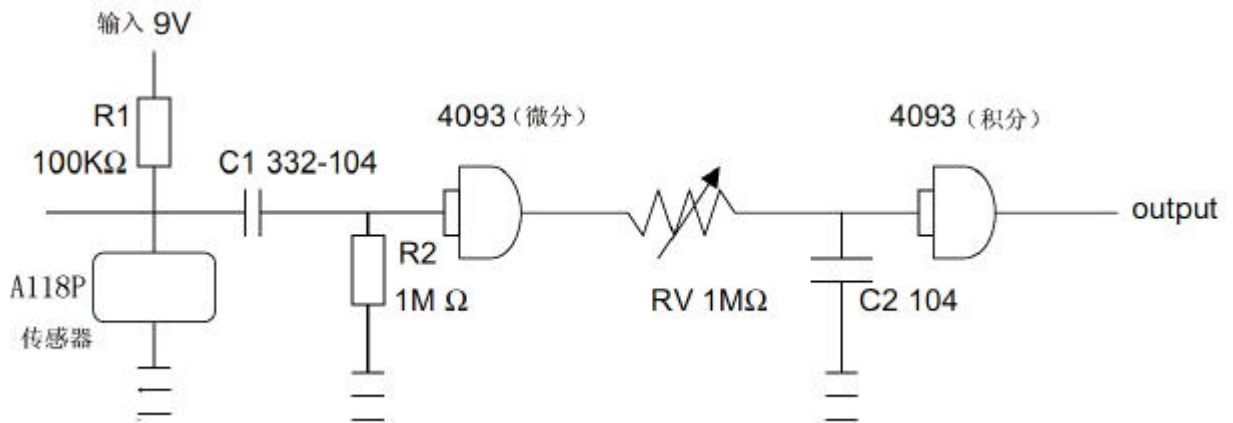 输入 9V
R1
100KΩ
C1 332-104
4093（微分）
4093（积分）
output
A118P
传感器
R2
1M Ω
RV 1MΩ
C2 104